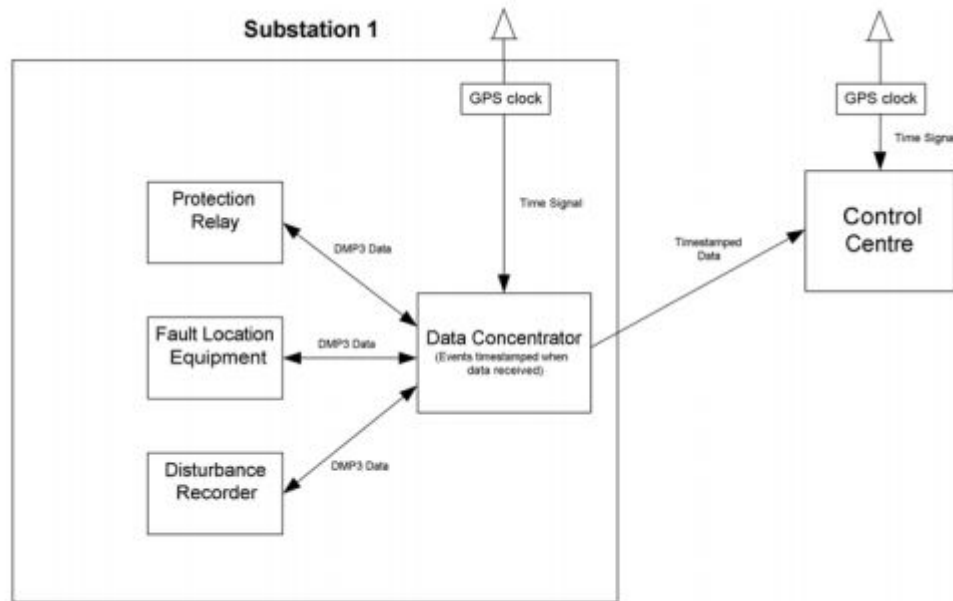 Substation 1
GPS clock
GPS clock
Time Signal
Protection
Relay
Time Signal
Control
Centre
DMP3 Data
Timestamped
Data
Fault Location
Equipment
DMP3 Data
Data Concentrator
(Events timestamped when
data received)
Disturbance
Recorder
DMP3 Data